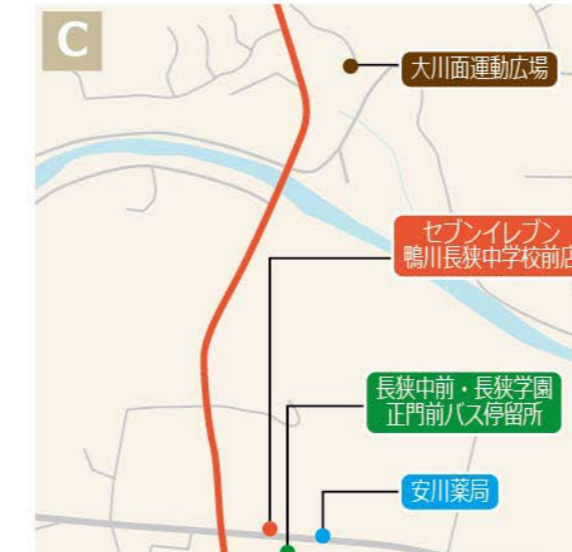 C
大川面運動広場
セブンイレブン
鴨川長狭中学校前店
長狭中前・長狭学園
正門前バス停留所
安川薬局